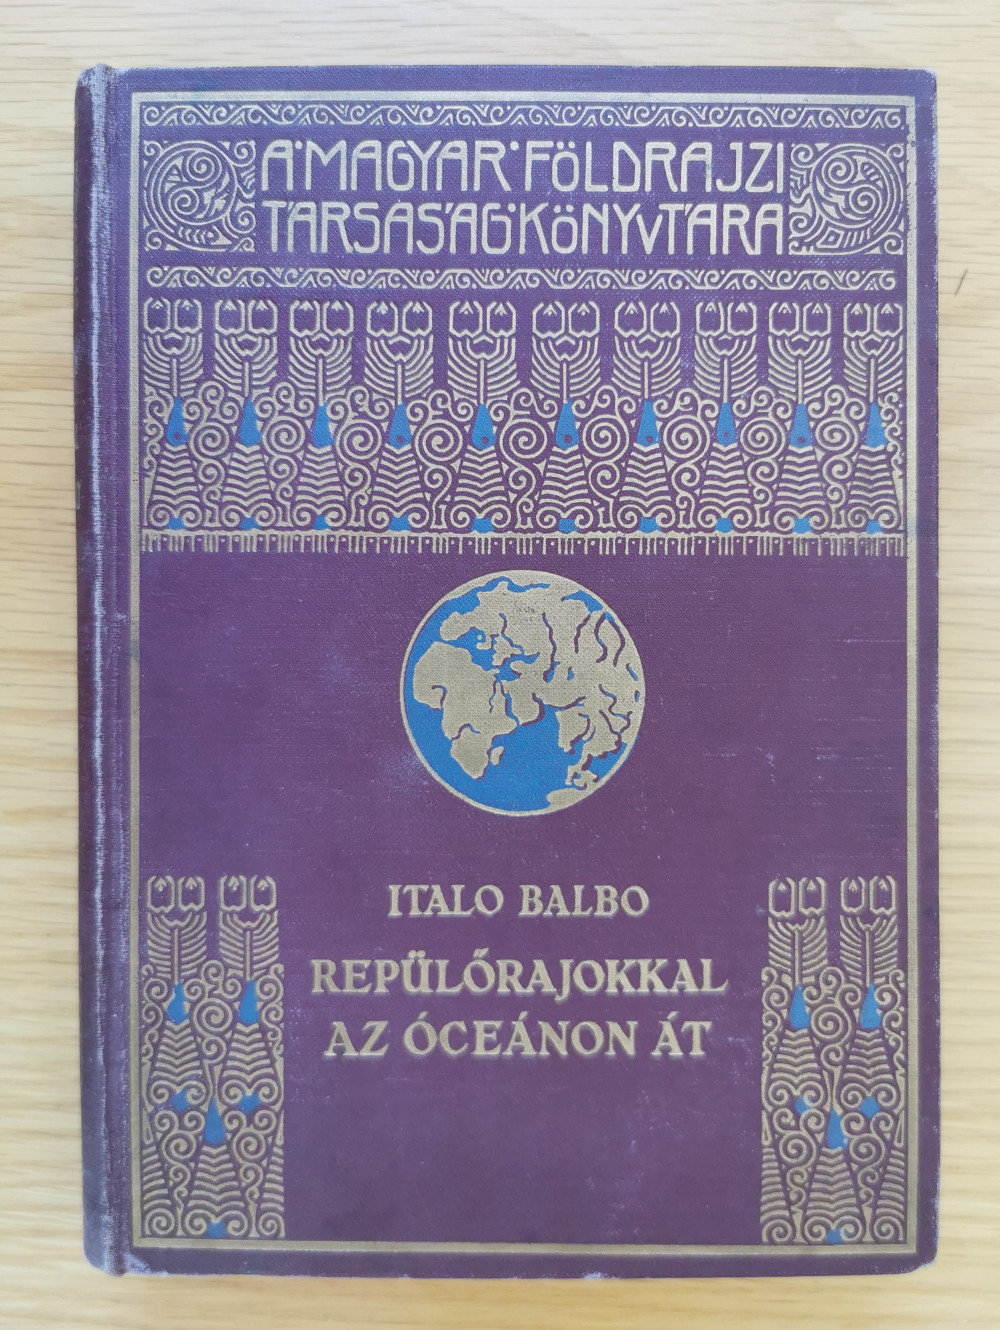 A·MAGYAR·FÖLDRAJZI
TÁRSASÁG·KÖNYVTÁRA
ITALO BALBO
REPÜLŐRAJOKKAL
AZ ÓCEÁNON ÁT